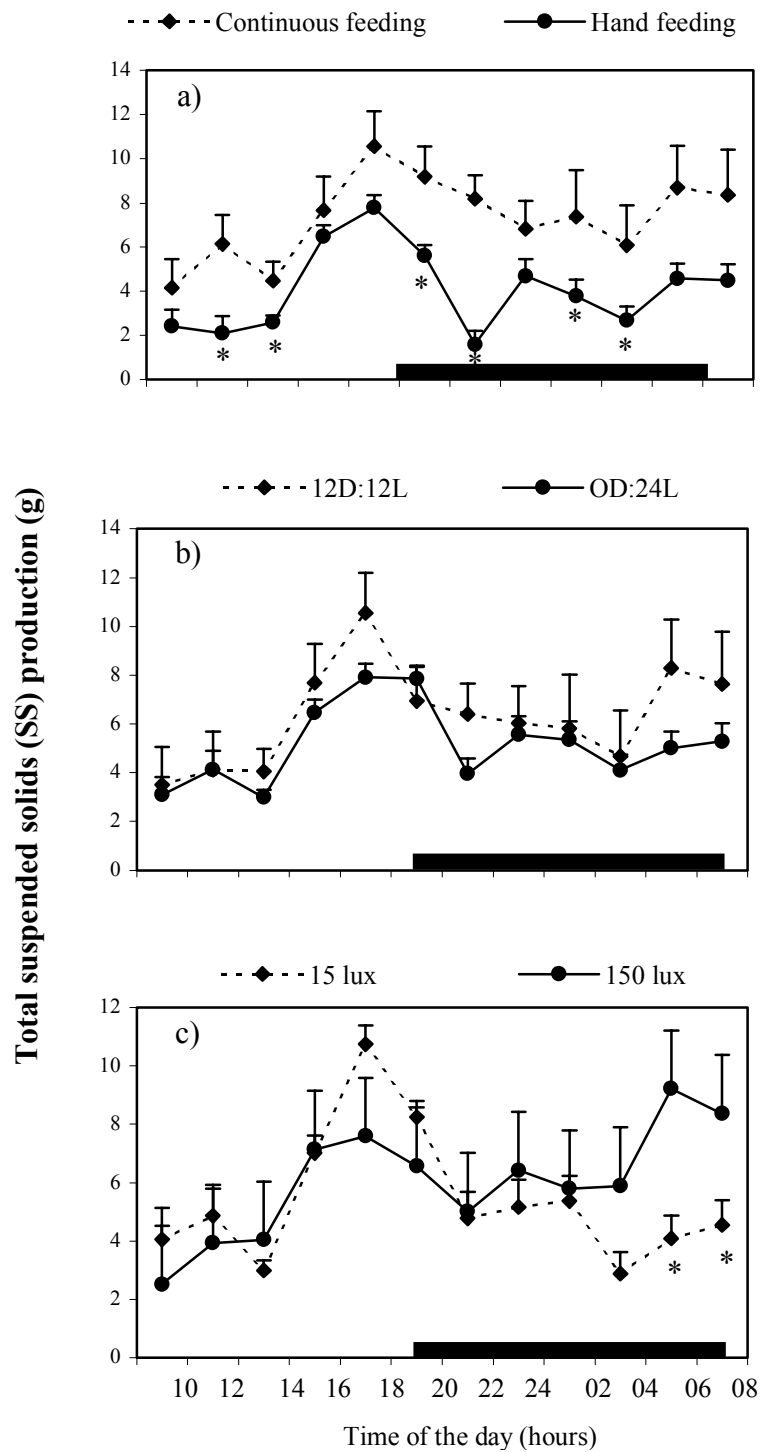 Continuous feeding Hand feeding
a)
14
12
10
8
6
4
2
0
* * * * * *
12D:12L OD:24L
b)
14
12
10
8
6
4
2
0
15 lux 150 lux
c)
12
10
8
6
4
2
0
* *
10 12 14 16 18 20 22 24 02 04 06 08
Time of the day (hours)
Total suspended solids (SS) production (g)